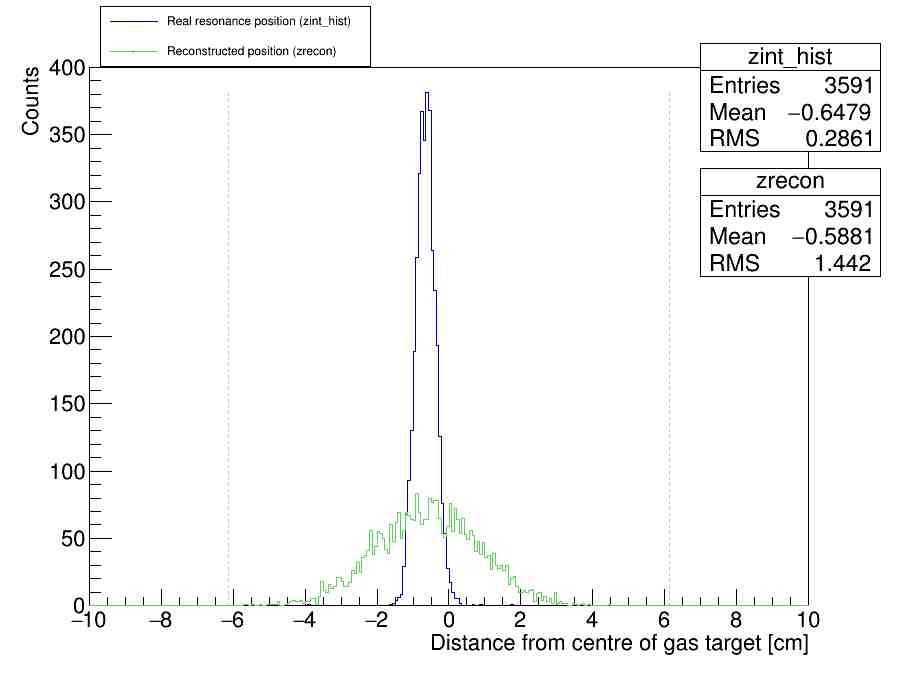 Real resonance position (zint_hist)
Reconstructed position (zrecon)
Counts
400
350
300
250
200
150
100
50
0
−10 −8 −6 −4 −2 0 2 4 6 8 10
Distance from centre of gas target [cm]
zint_hist
Entries 3591
Mean −0.6479
RMS 0.2861
zrecon
Entries 3591
Mean −0.5881
RMS 1.442